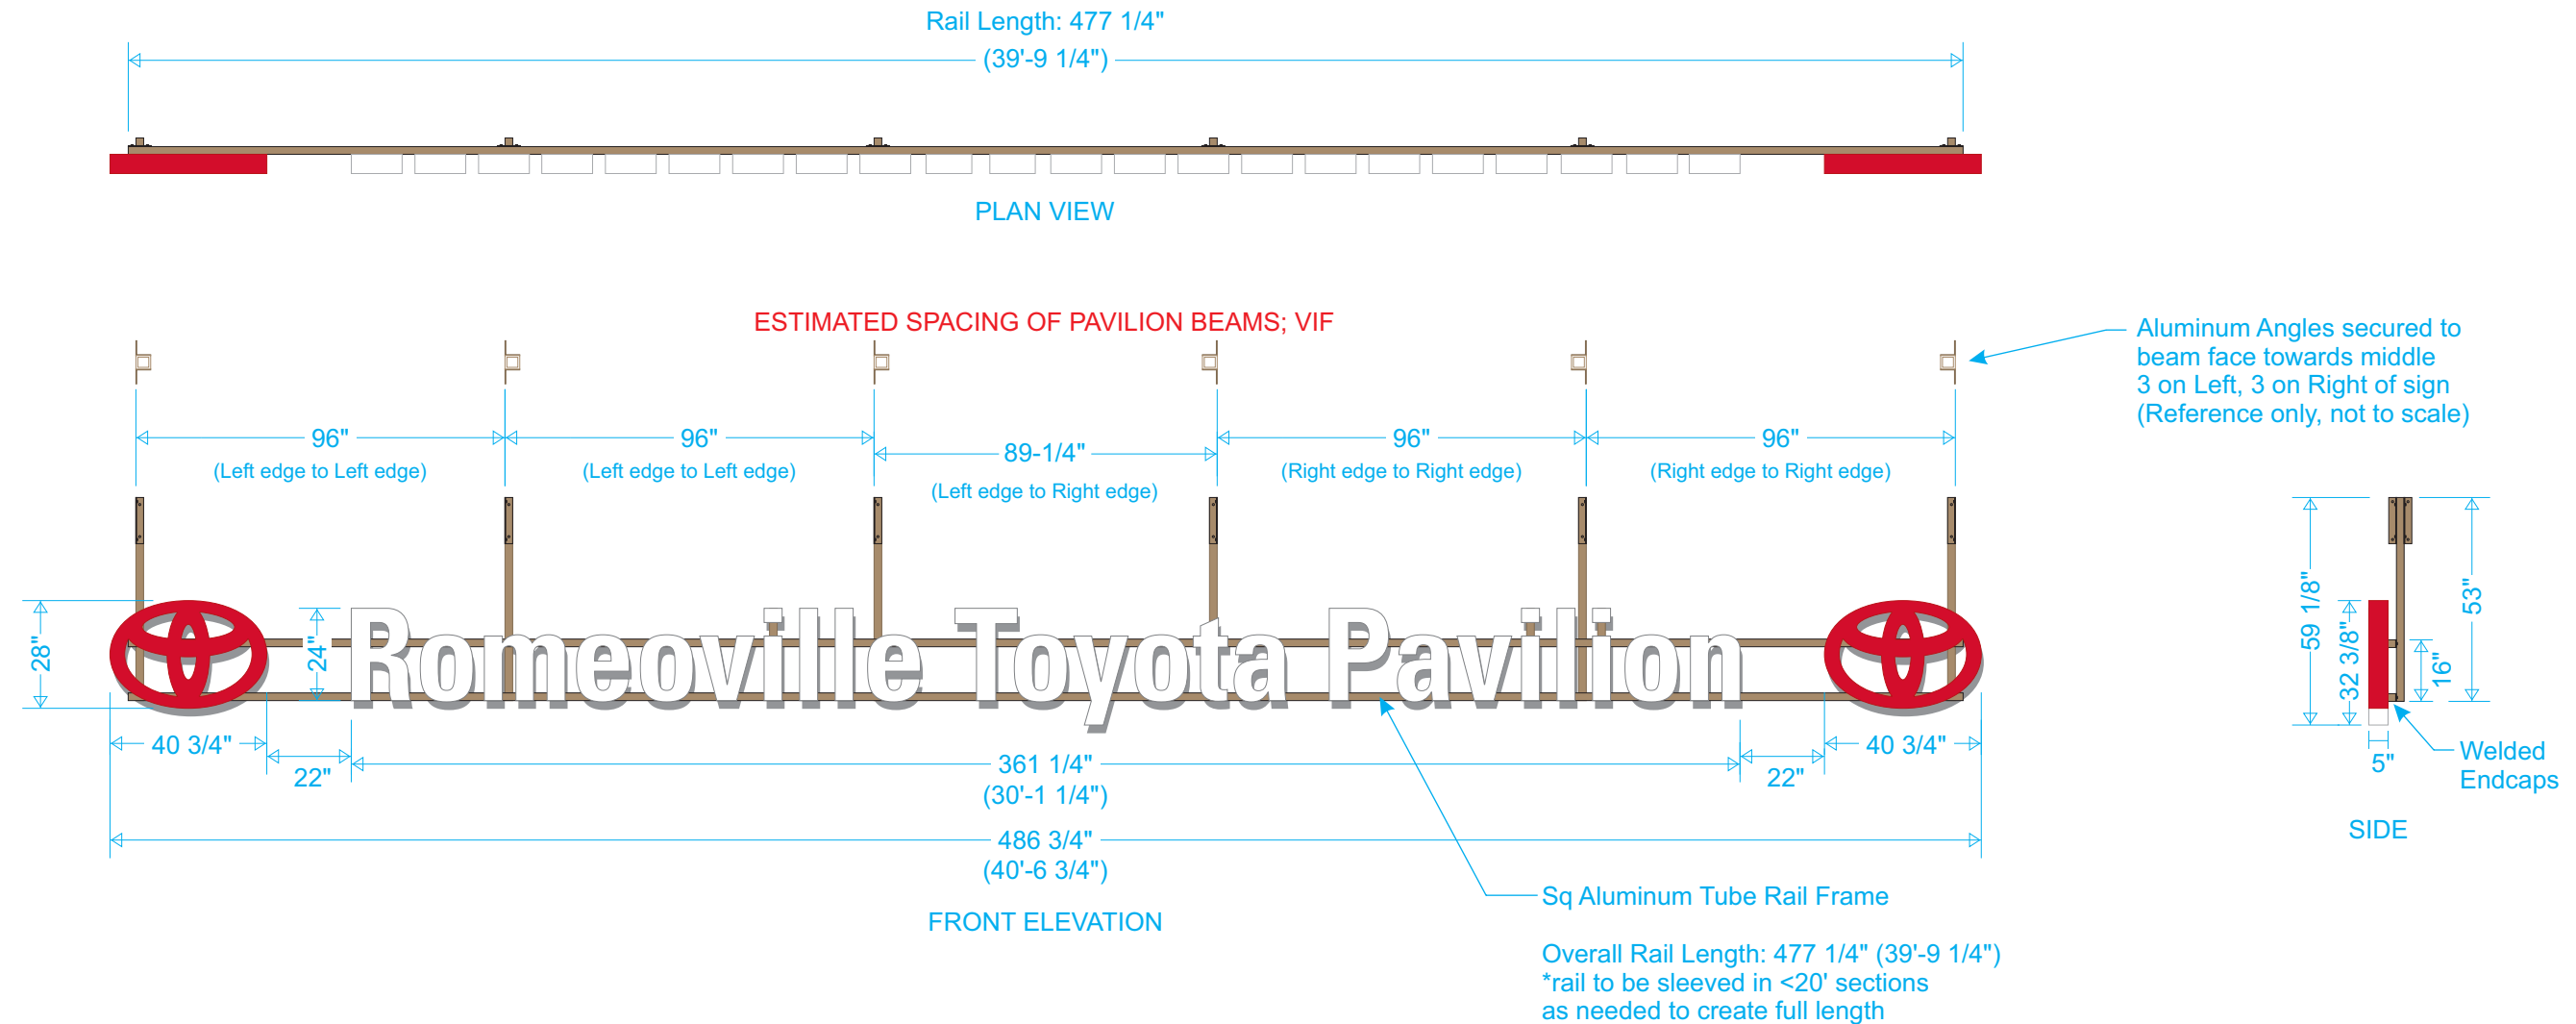 Rail Length: 477 1/4"
(39'-9 1/4")
PLAN VIEW
ESTIMATED SPACING OF PAVILION BEAMS; VIF
Aluminum Angles secured to
beam face towards middle
3 on Left, 3 on Right of sign
(Reference only, not to scale)
96"
(Left edge to Left edge)
96"
(Left edge to Left edge)
89-1/4"
(Left edge to Right edge)
96"
(Right edge to Right edge)
96"
(Right edge to Right edge)
28"
24"
Romeoville Toyota Pavilion
40 3/4"
22"
361 1/4"
(30'-1 1/4")
22"
40 3/4"
486 3/4"
(40'-6 3/4")
FRONT ELEVATION
59 1/8"
32 3/8"
53"
16"
5"
Welded
Endcaps
SIDE
Sq Aluminum Tube Rail Frame
Overall Rail Length: 477 1/4" (39'-9 1/4")
*rail to be sleeved in <20' sections
as needed to create full length